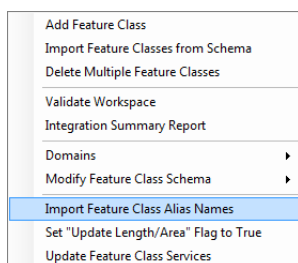 Add Feature Class
Import Feature Classes from Schema
Delete Multiple Feature Classes
Validate Workspace
Integration Summary Report
Domains
Modify Feature Class Schema
Import Feature Class Alias Names
Set "Update Length/Area" Flag to True
Update Feature Class Services